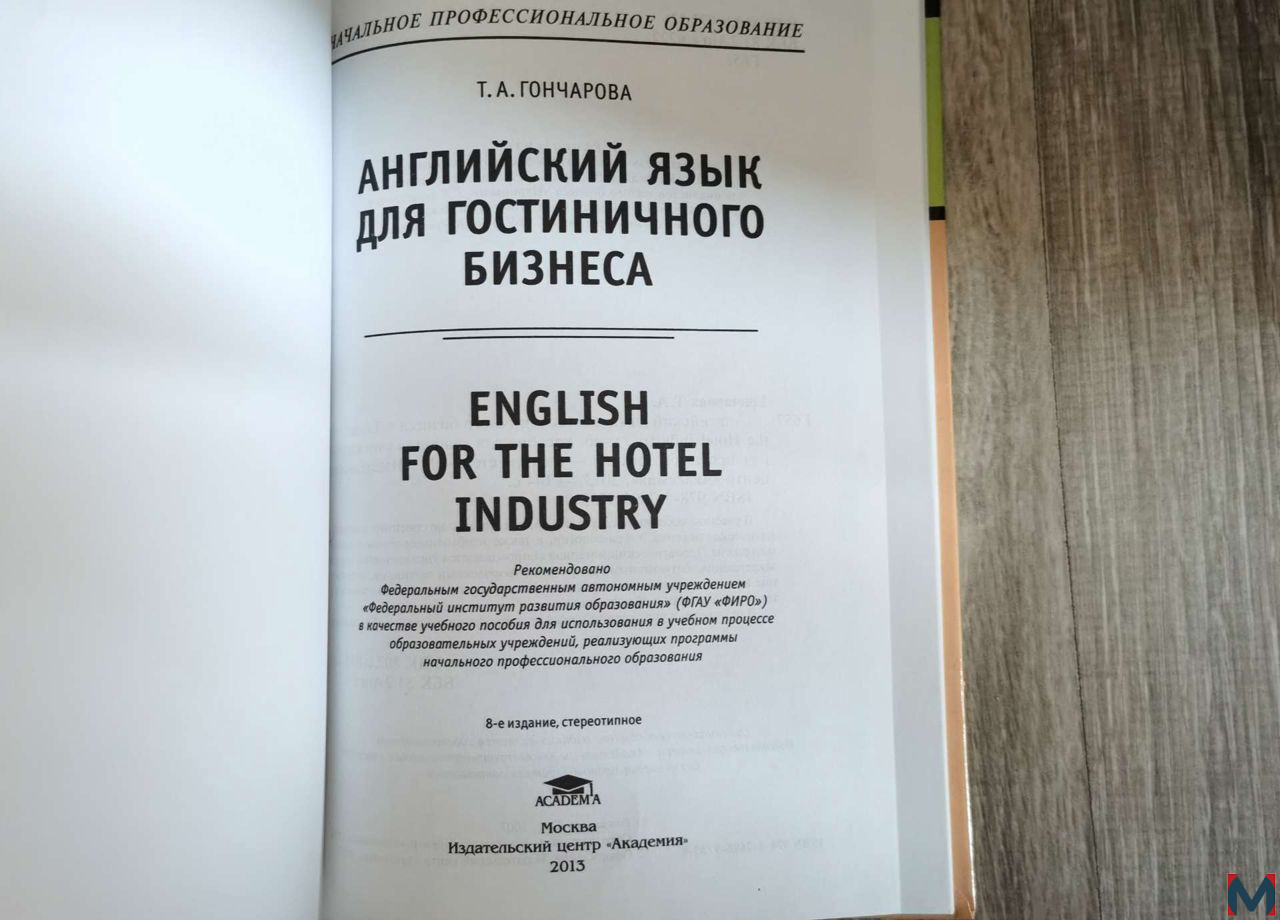 НАЧАЛЬНОЕ ПРОФЕССИОНАЛЬНОЕ ОБРАЗОВАНИЕ
Т. А. ГОНЧАРОВА
АНГЛИЙСКИЙ ЯЗЫК
ДЛЯ ГОСТИНИЧНОГО
БИЗНЕСА
ENGLISH
FOR THE HOTEL
INDUSTRY
Рекомендовано
Федеральным государственным автономным учреждением
«Федеральный институт развития образования» (ФГАУ «ФИРО»)
в качестве учебного пособия для использования в учебном процессе
образовательных учреждений, реализующих программы
начального профессионального образования
8-е издание, стереотипное
ACADEMA
Москва
Издательский центр «Академия»
2013
M